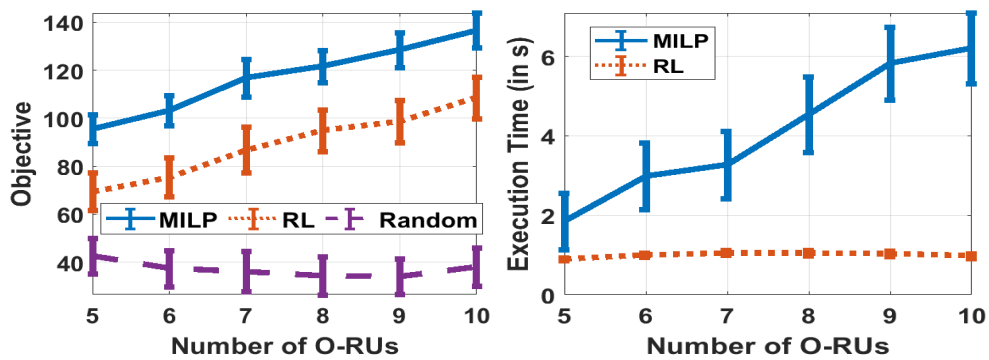 140
120
100
80
60
40
Objective
MILP RL Random
5 6 7 8 9 10
Number of O-RUs
6
4
2
0
Execution Time (in s)
MILP
RL
5 6 7 8 9 10
Number of O-RUs